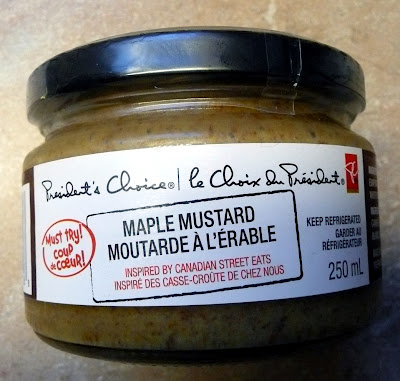 President's Choice® | le Choix du Président®
PC
Must try!
coup
de
coeur!
MAPLE MUSTARD
MOUTARDE À L'ÉRABLE
INSPIRED BY CANADIAN STREET EATS
INSPIRÉ DES CASSE-CROÛTE DE CHEZ NOUS
KEEP REFRIGERATED
GARDER AU
RÉFRIGÉRATEUR
250 mL